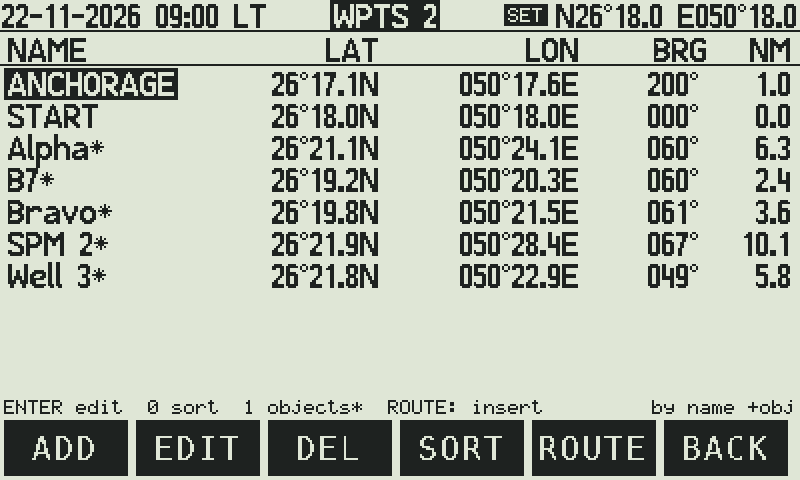 22-11-2026 09:00 LT WPTS 2 SET N26°18.0 E050°18.0
NAME LAT LON BRG NM
ANCHORAGE 26°17.1N 050°17.6E 200° 1.0
START 26°18.0N 050°18.0E 000° 0.0
Alpha* 26°21.1N 050°24.1E 060° 6.3
B7* 26°19.2N 050°20.3E 060° 2.4
Bravo* 26°19.8N 050°21.5E 061° 3.6
SPM 2* 26°21.9N 050°28.4E 067° 10.1
Well 3* 26°21.8N 050°22.9E 049° 5.8
ENTER edit 0 sort 1 objects* ROUTE: insert by name +obj
ADD EDIT DEL SORT ROUTE BACK